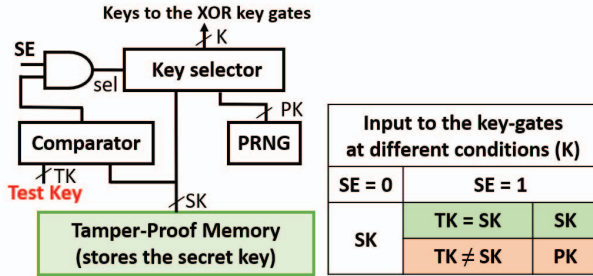 Keys to the XOR key gates
K
SE
sel
Key selector
PK
Comparator
PRNG
TK
Test Key
SK
Tamper-Proof Memory
(stores the secret key)
Input to the key-gates
at different conditions (K)
SE = 0 SE = 1
SK
TK = SK SK
TK ≠ SK PK